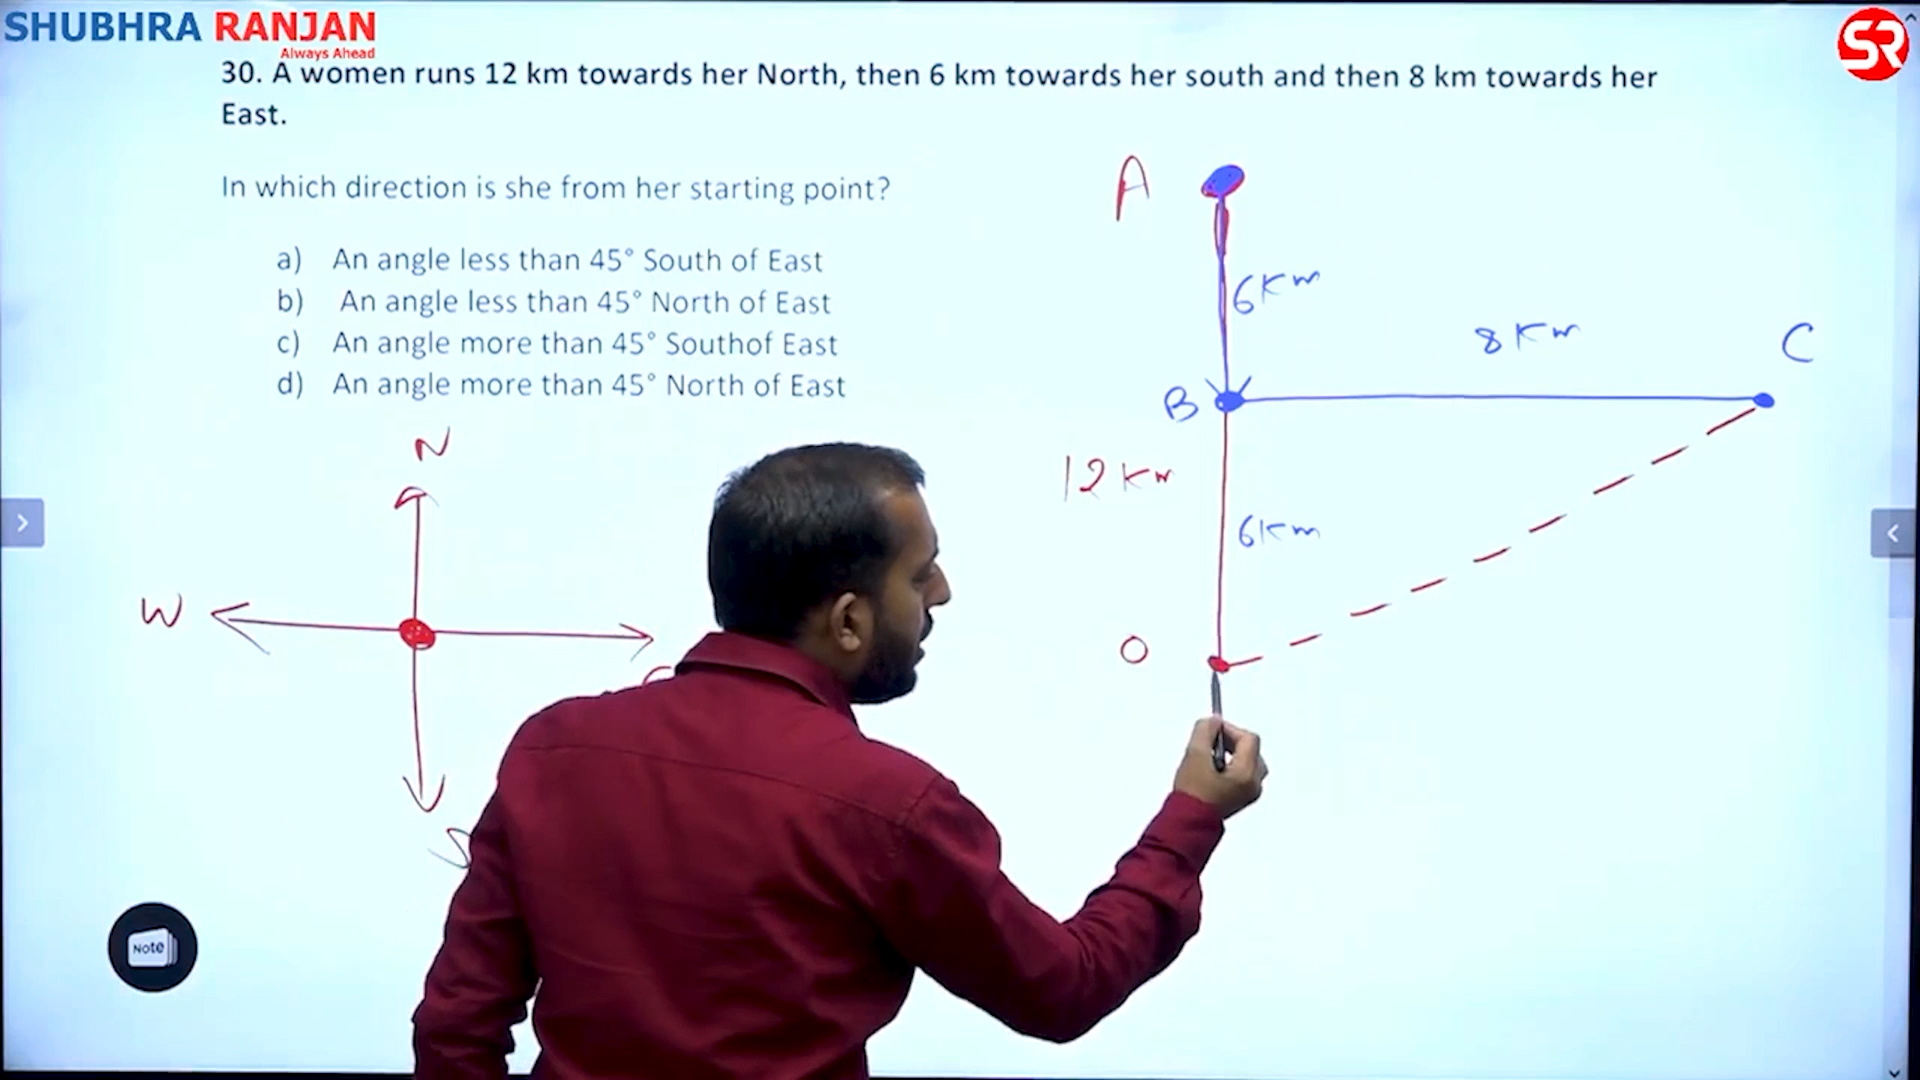 SHUBHRA RANJAN
Always Ahead
SR
30. A women runs 12 km towards her North, then 6 km towards her south and then 8 km towards her
East.
In which direction is she from her starting point?
a) An angle less than 45° South of East
b) An angle less than 45° North of East
c) An angle more than 45° Southof East
d) An angle more than 45° North of East
A
6Km
8Km
C
B
12Km
6Km
O
N
W
S
Note